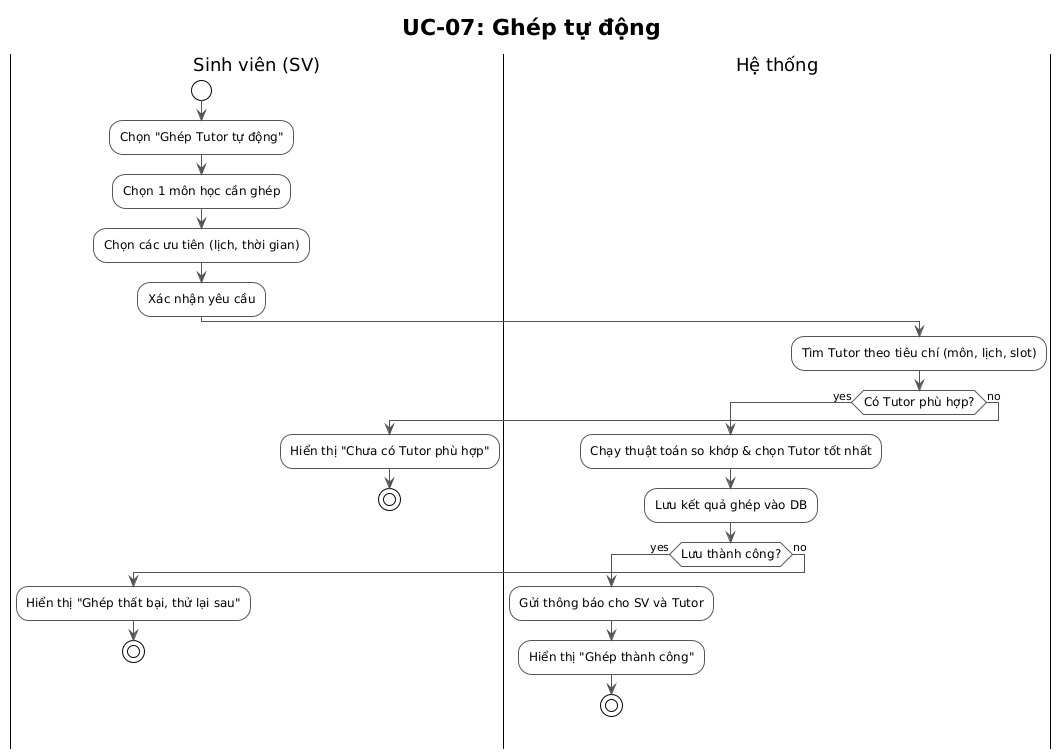 UC-07: Ghép tự động
Sinh viên (SV)
Hệ thống
Chọn "Ghép Tutor tự động"
Chọn 1 môn học cần ghép
Chọn các ưu tiên (lịch, thời gian)
Xác nhận yêu cầu
Tìm Tutor theo tiêu chí (môn, lịch, slot)
yes
Có Tutor phù hợp?
no
Hiển thị "Chưa có Tutor phù hợp"
Chạy thuật toán so khớp & chọn Tutor tốt nhất
Lưu kết quả ghép vào DB
yes
Lưu thành công?
no
Hiển thị "Ghép thất bại, thử lại sau"
Gửi thông báo cho SV và Tutor
Hiển thị "Ghép thành công"